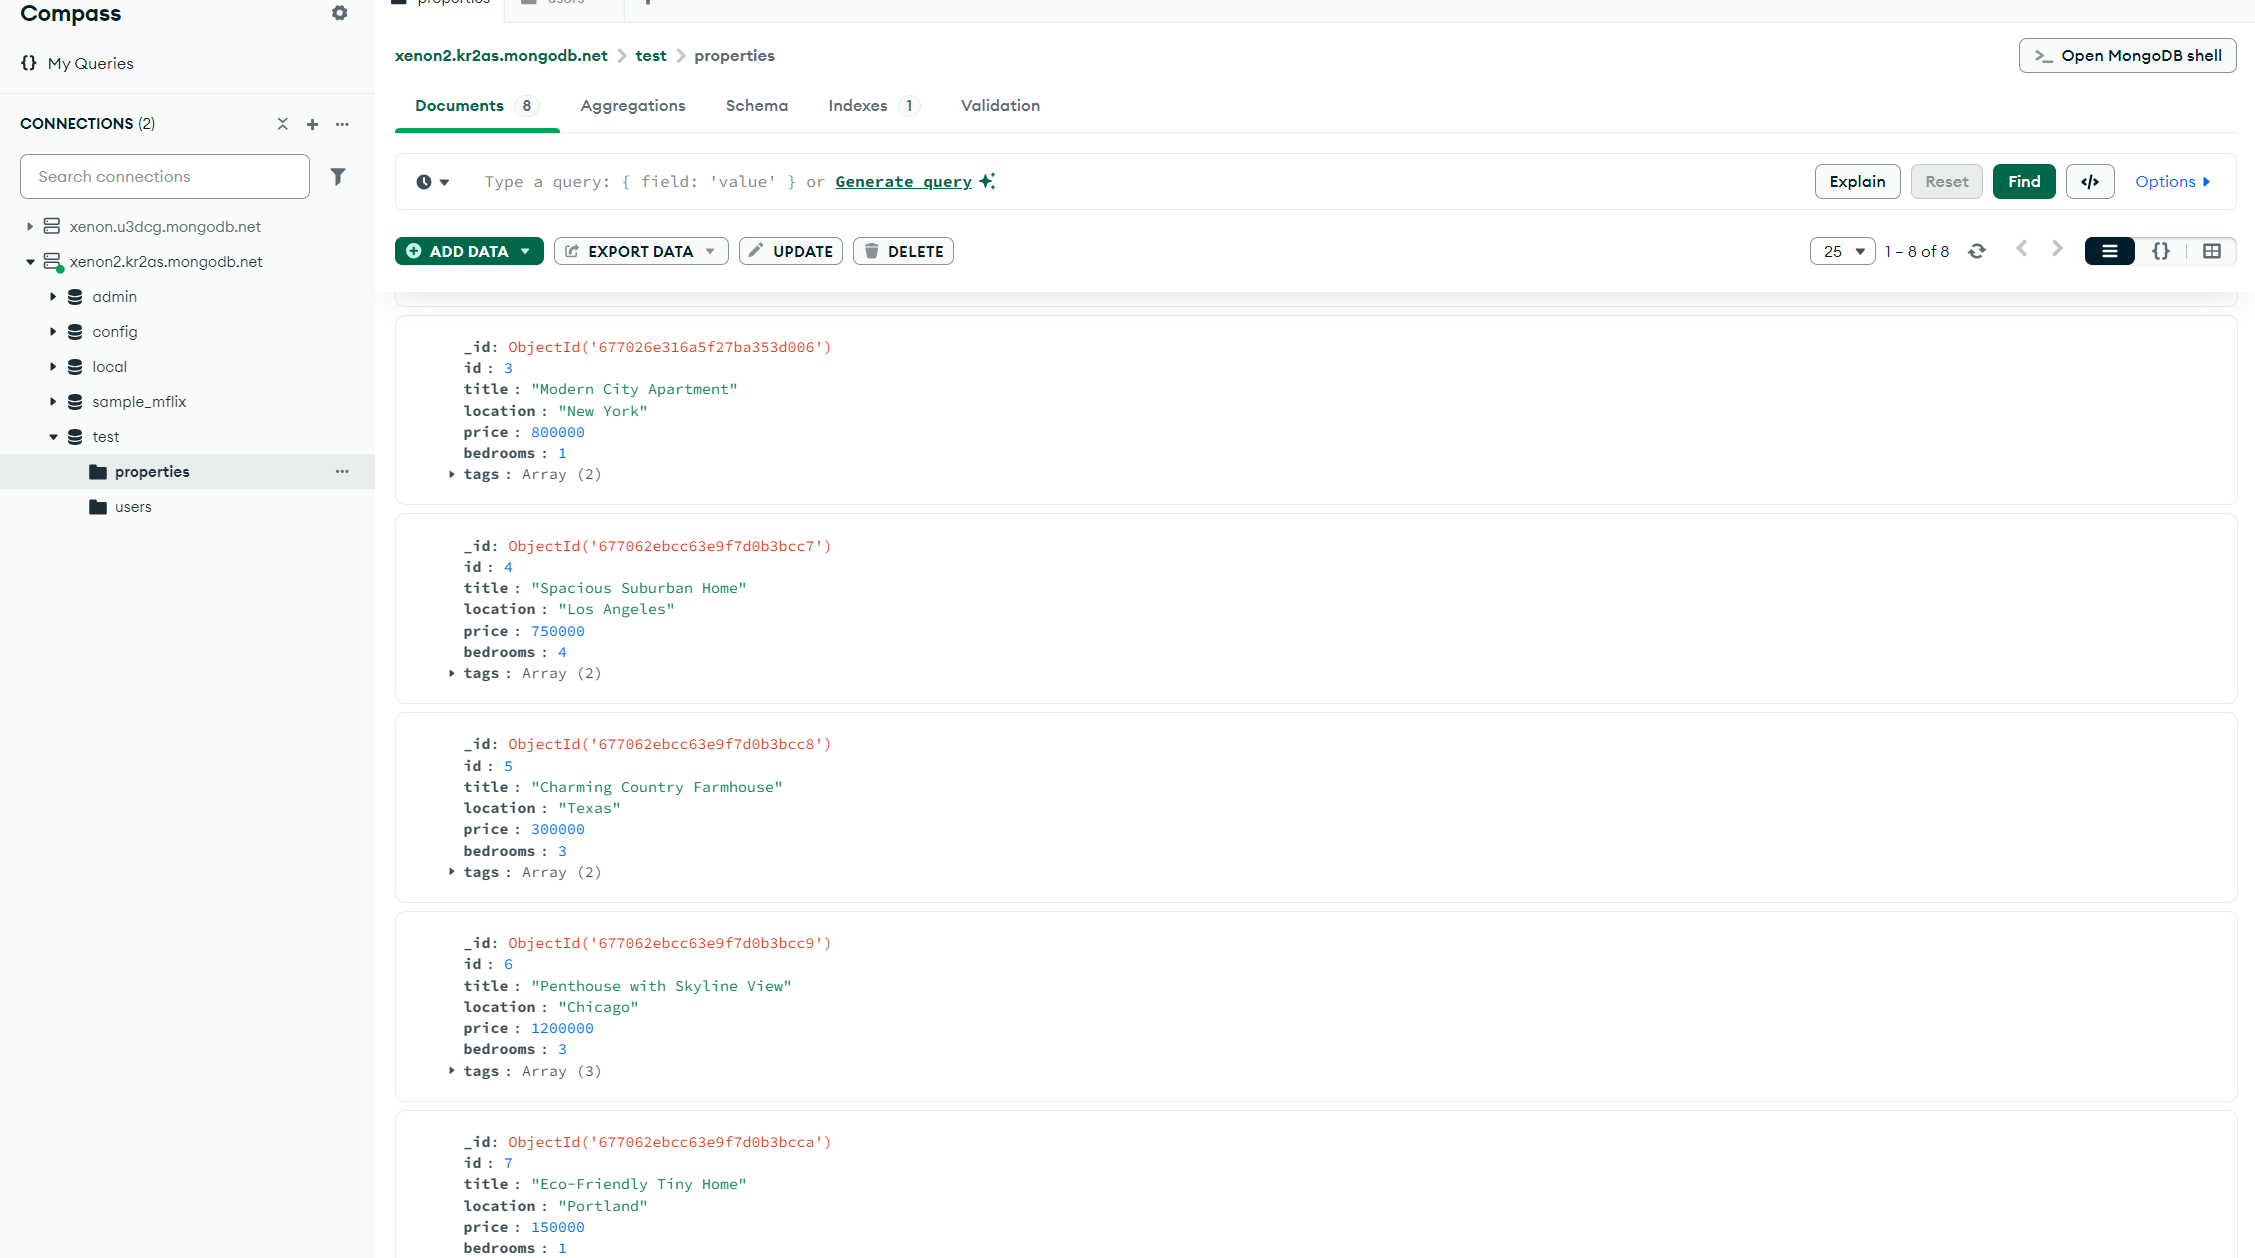 Compass
My Queries
CONNECTIONS (2)
Search connections
xenon.u3dcg.mongodb.net
xenon2.kr2as.mongodb.net
admin
config
local
sample_mflix
test
properties
users
properties
users
xenon2.kr2as.mongodb.net > test > properties
>_ Open MongoDB shell
Documents 8 Aggregations Schema Indexes 1 Validation
Type a query: { field: 'value' } or Generate query
Explain Reset Find </> Options
ADD DATA EXPORT DATA UPDATE DELETE
25 1 – 8 of 8 {}
_id: ObjectId('677026e316a5f27ba353d006')
id : 3
title : "Modern City Apartment"
location : "New York"
price : 800000
bedrooms : 1
tags : Array (2)
_id: ObjectId('677062ebcc63e9f7d0b3bcc7')
id : 4
title : "Spacious Suburban Home"
location : "Los Angeles"
price : 750000
bedrooms : 4
tags : Array (2)
_id: ObjectId('677062ebcc63e9f7d0b3bcc8')
id : 5
title : "Charming Country Farmhouse"
location : "Texas"
price : 300000
bedrooms : 3
tags : Array (2)
_id: ObjectId('677062ebcc63e9f7d0b3bcc9')
id : 6
title : "Penthouse with Skyline View"
location : "Chicago"
price : 1200000
bedrooms : 3
tags : Array (3)
_id: ObjectId('677062ebcc63e9f7d0b3bcca')
id : 7
title : "Eco-Friendly Tiny Home"
location : "Portland"
price : 150000
bedrooms : 1